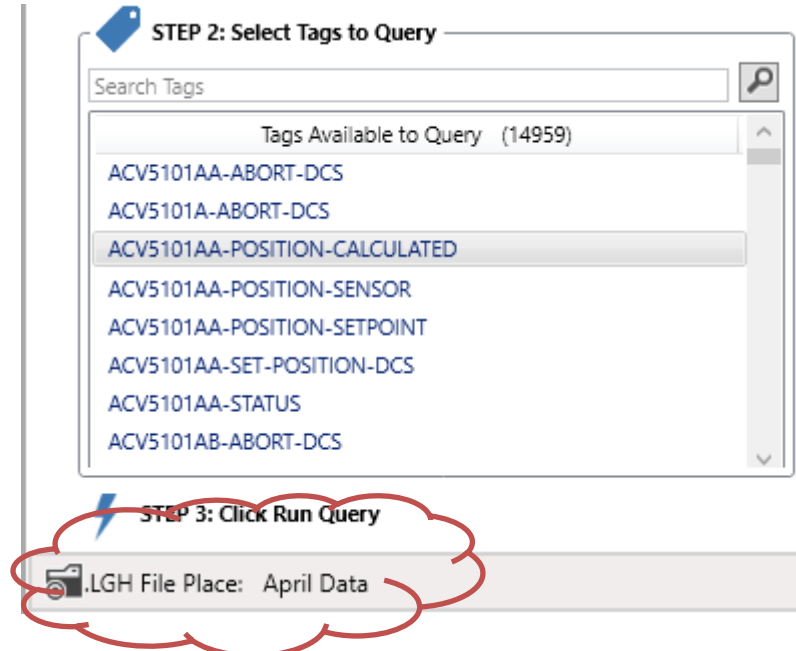 STEP 2: Select Tags to Query
Search Tags
Tags Available to Query (14959)
ACV5101AA-ABORT-DCS
ACV5101A-ABORT-DCS
ACV5101AA-POSITION-CALCULATED
ACV5101AA-POSITION-SENSOR
ACV5101AA-POSITION-SETPOINT
ACV5101AA-SET-POSITION-DCS
ACV5101AA-STATUS
ACV5101AB-ABORT-DCS
STEP 3: Click Run Query
.LGH File Place: April Data